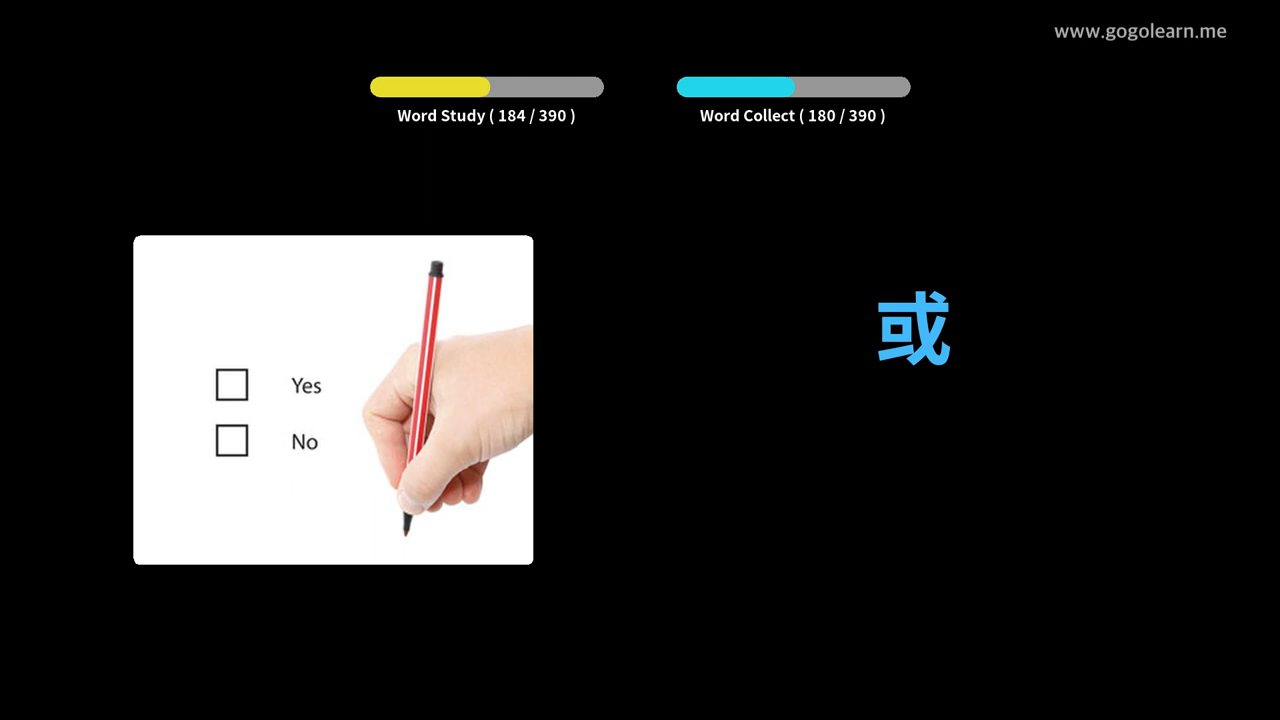 www.gogolearn.me
Word Study ( 184 / 390 )
Word Collect ( 180 / 390 )
Yes
No
或